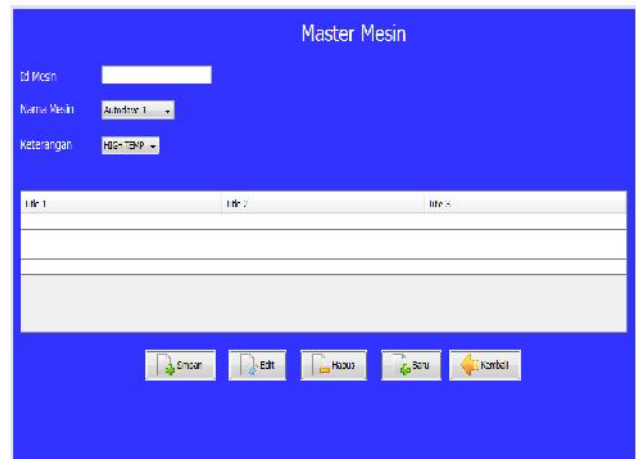 Master Mesin
Id Mesin
Nama Mesin Autoclave 1
Keterangan HIGH TEMP
Title 1 Title 2 Title 3
Simpan Edit Hapus Baru Kembali